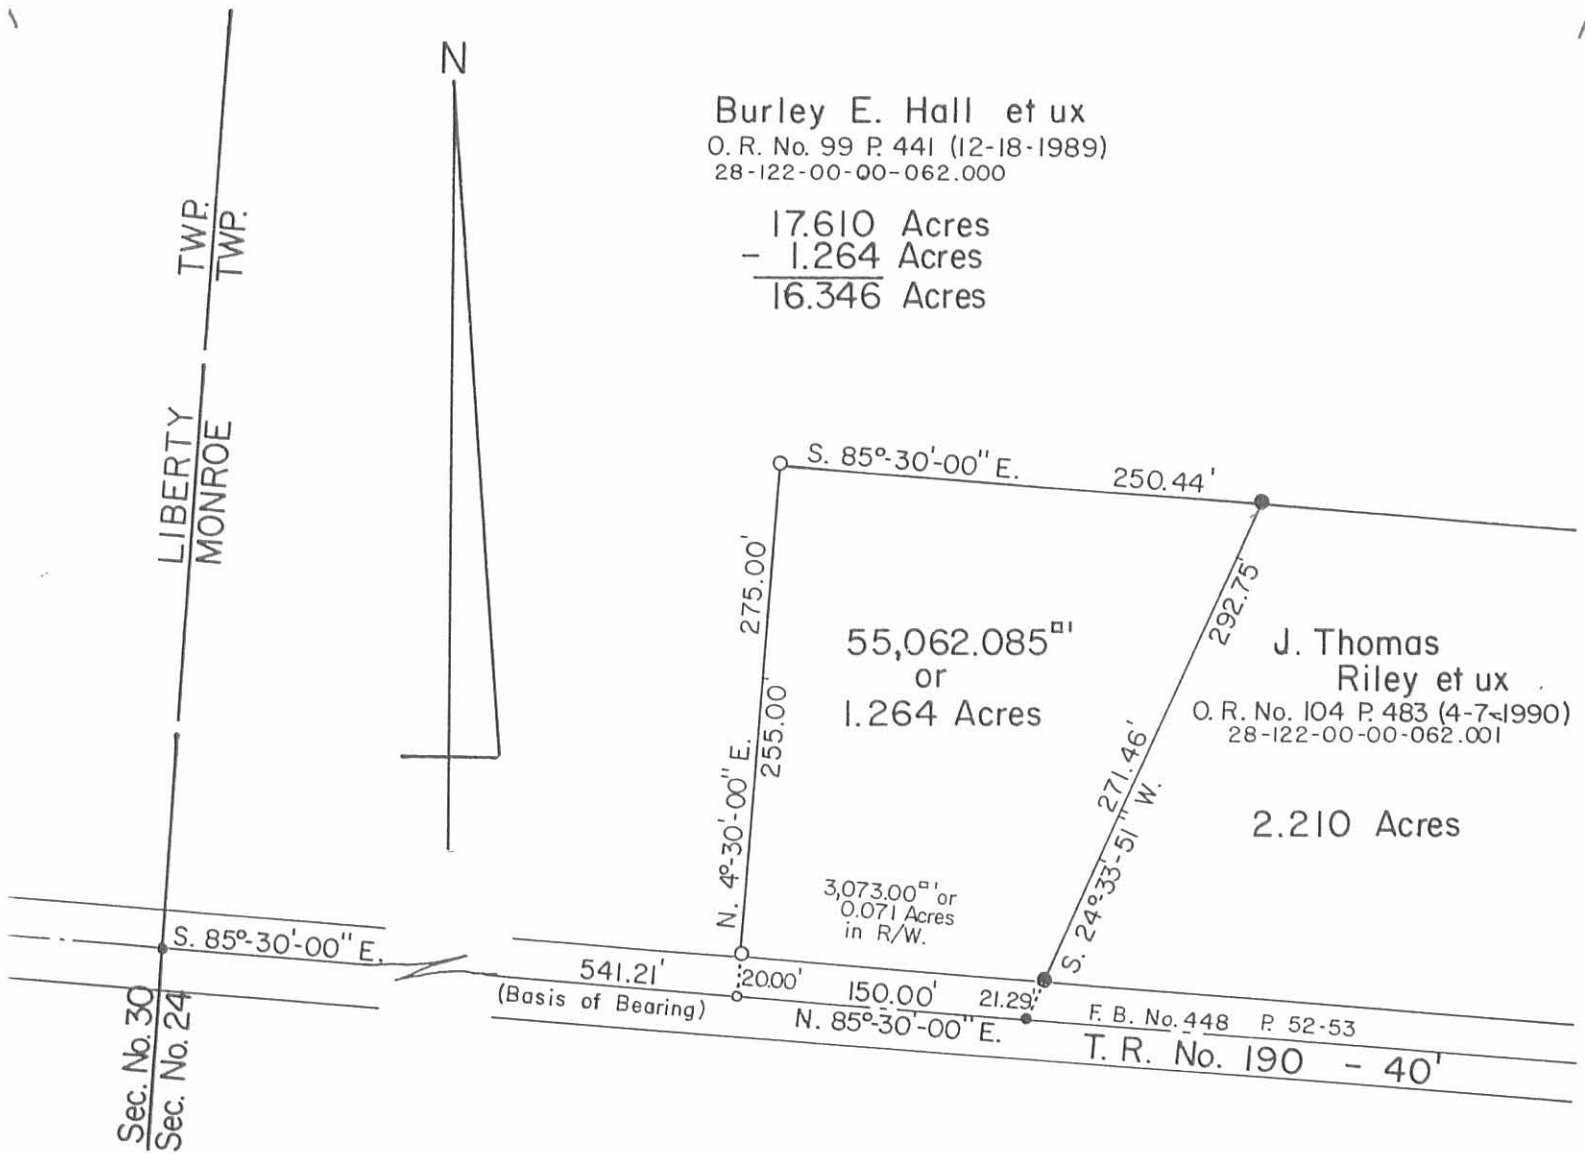 N
Burley E. Hall et ux
O. R. No. 99 P. 441 (12-18-1989)
28-122-00-00-062.000
17.610 Acres
- 1.264 Acres
16.346 Acres
TWP.
TWP.
LIBERTY
MONROE
S. 85°-30'-00" E.
250.44'
275.00'
255.00'
N. 4°-30'-00" E.
55,062.085□'
or
1.264 Acres
292.75'
271.46'
S. 24°-33'-51" W.
J. Thomas
Riley et ux
O. R. No. 104 P. 483 (4-7-1990)
28-122-00-00-062.001
2.210 Acres
3,073.00□' or
0.071 Acres
in R/W.
S. 85°-30'-00" E.
541.21'
(Basis of Bearing)
20.00'
150.00'
21.29'
N. 85°-30'-00" E.
F. B. No. 448 P. 52-53
T. R. No. 190 - 40'
Sec. No. 30
Sec. No. 24